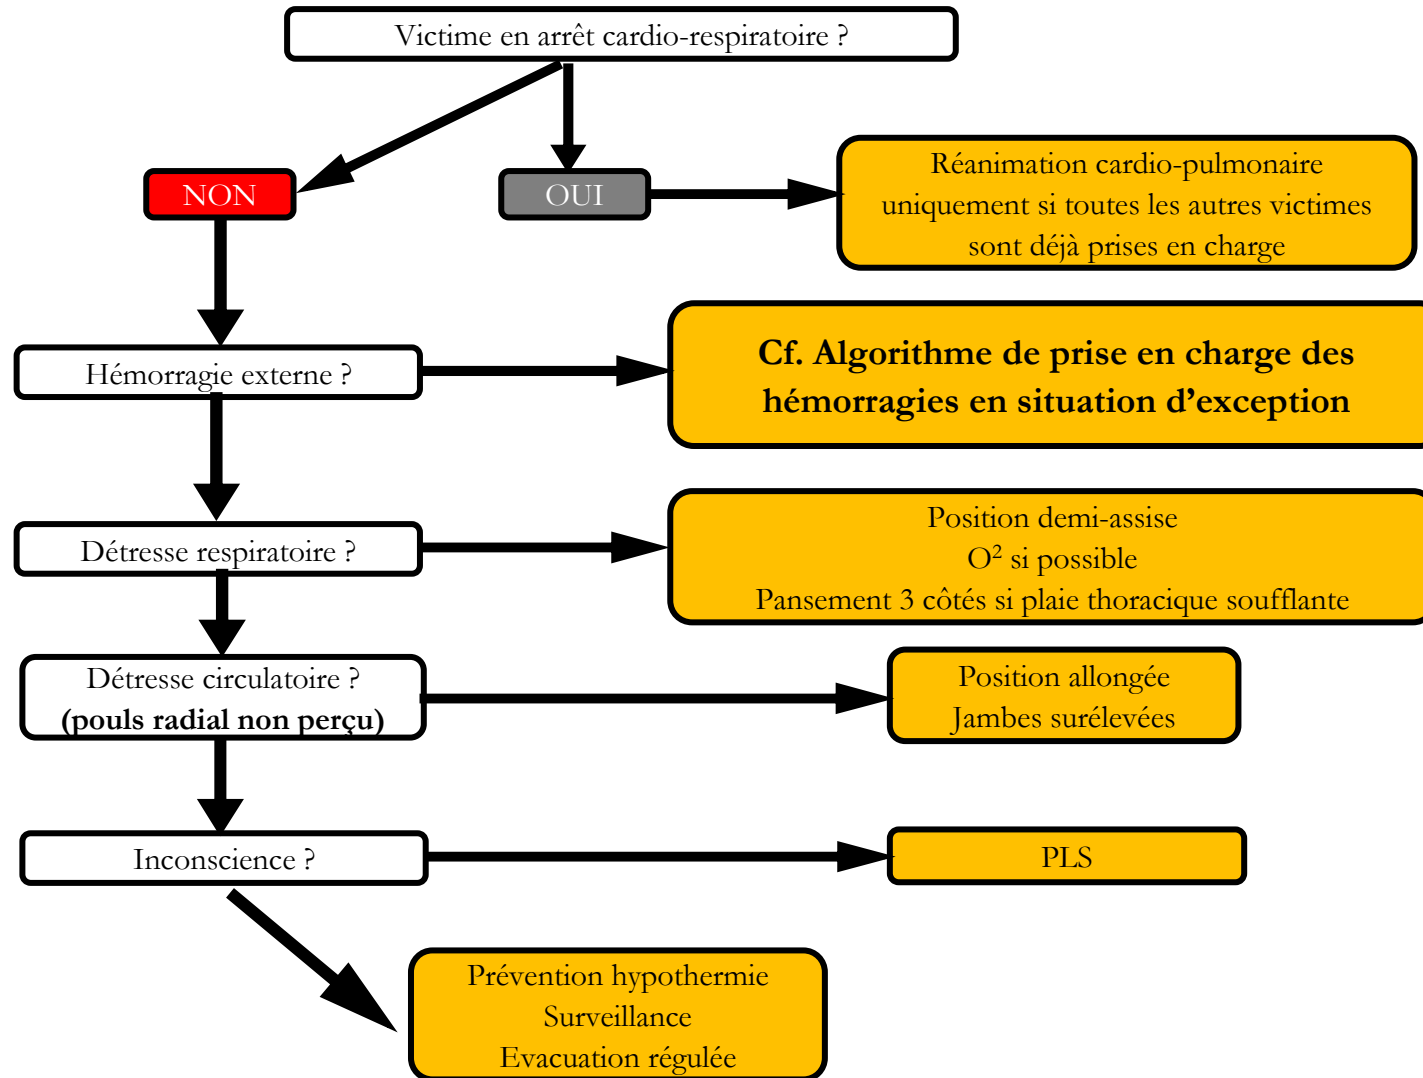 Victime en arrêt cardio-respiratoire ?
NON
OUI
Réanimation cardio-pulmonaire
uniquement si toutes les autres victimes
sont déjà prises en charge
Hémorragie externe ?
Cf. Algorithme de prise en charge des
hémorragies en situation d’exception
Détresse respiratoire ?
Position demi-assise
O² si possible
Pansement 3 côtés si plaie thoracique soufflante
Détresse circulatoire ?
(pouls radial non perçu)
Position allongée
Jambes surélevées
Inconscience ?
PLS
Prévention hypothermie
Surveillance
Evacuation régulée